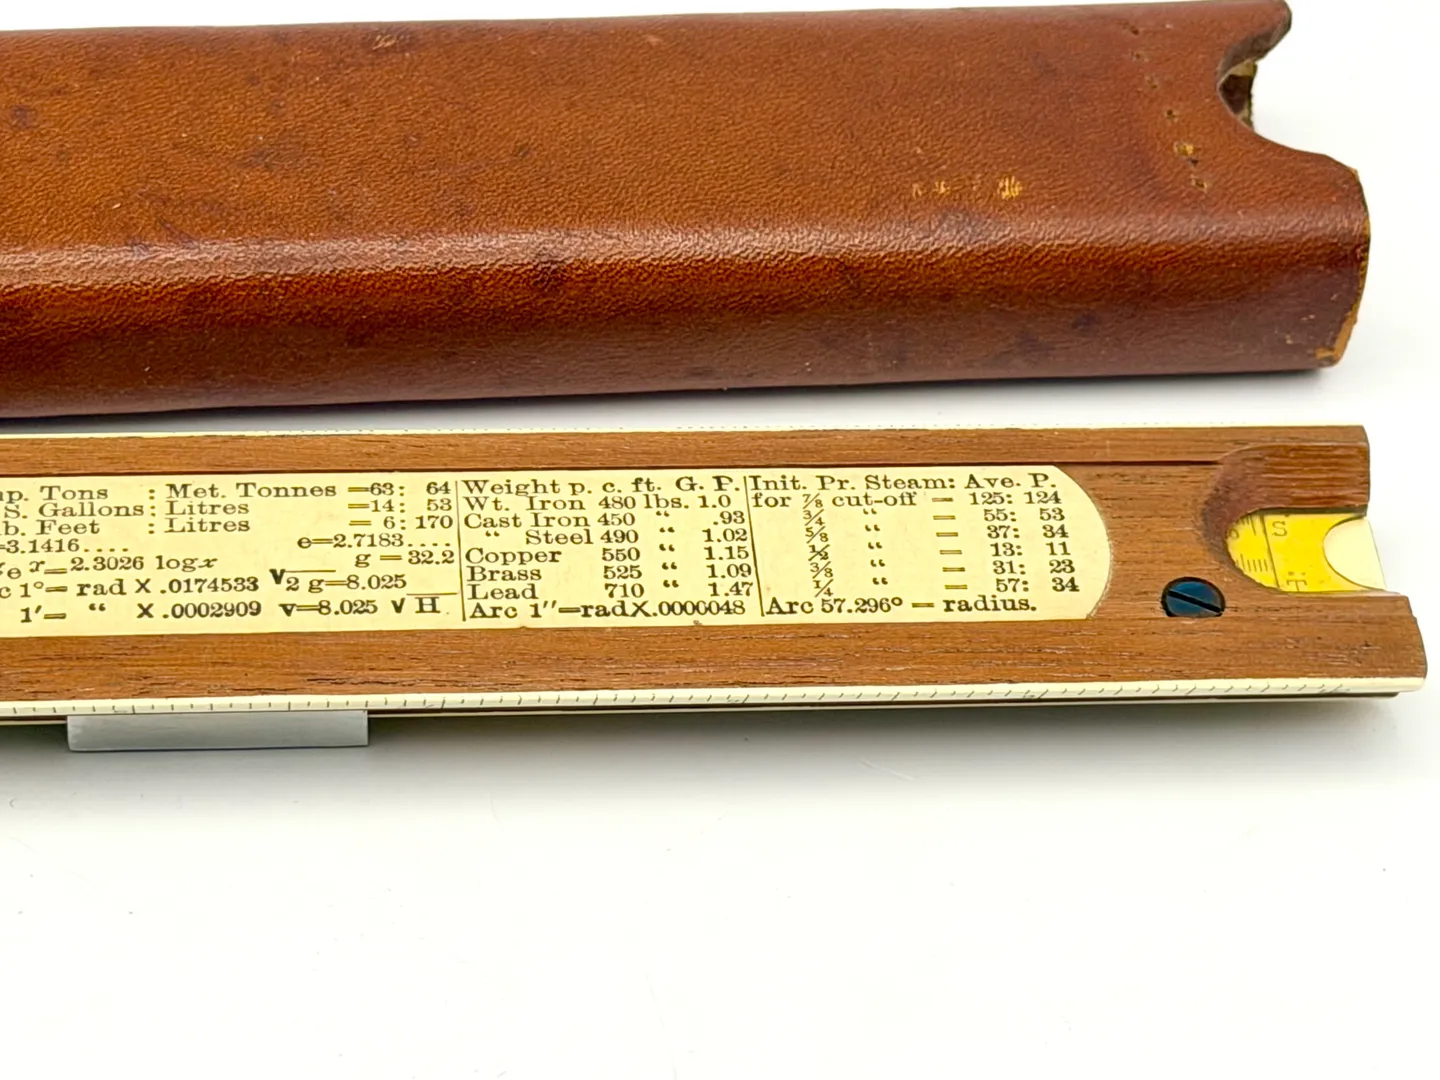 p. Tons : Met. Tonnes =63: 64
S. Gallons: Litres =14: 53
b. Feet : Litres = 6: 170
=3.1416.... e=2.7183....
e x=2.3026 log x g=32.2
c 1°= rad X .0174533 √2 g=8.025
1'= “ X .0002909 v=8.025 √H
Weight p. c. ft. G. P.
Wt. Iron 480 lbs. 1.0
Cast Iron 450 “ .93
“ Steel 490 “ 1.02
Copper 550 “ 1.15
Brass 525 “ 1.09
Lead 710 “ 1.47
Arc 1''=radX.0000048
Init. Pr. Steam: Ave. P.
for 7/8 cut-off = 125: 124
3/4 “ = 55: 53
5/8 “ = 37: 34
1/2 “ = 13: 11
3/8 “ = 31: 23
1/4 “ = 57: 34
Arc 57.296° = radius.
S
T